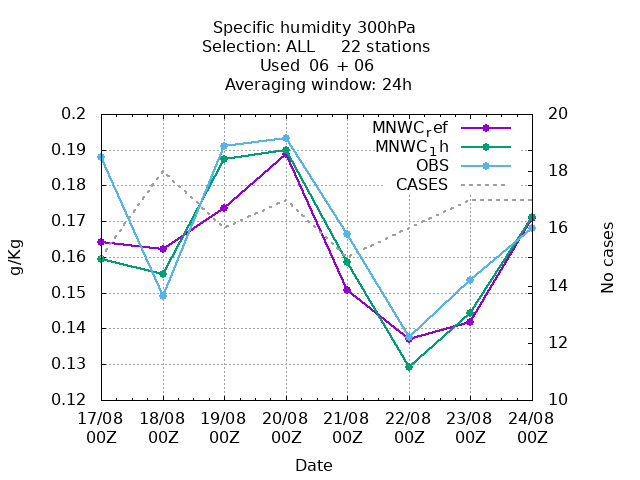 Specific humidity 300hPa
Selection: ALL 22 stations
Used 06 + 06
Averaging window: 24h
0.2
0.19
0.18
0.17
0.16
0.15
0.14
0.13
0.12
g/Kg
20
18
16
14
12
10
No cases
MNWC_ref
MNWC_1h
OBS
CASES
17/08 18/08 19/08 20/08 21/08 22/08 23/08 24/08
00Z 00Z 00Z 00Z 00Z 00Z 00Z 00Z
Date